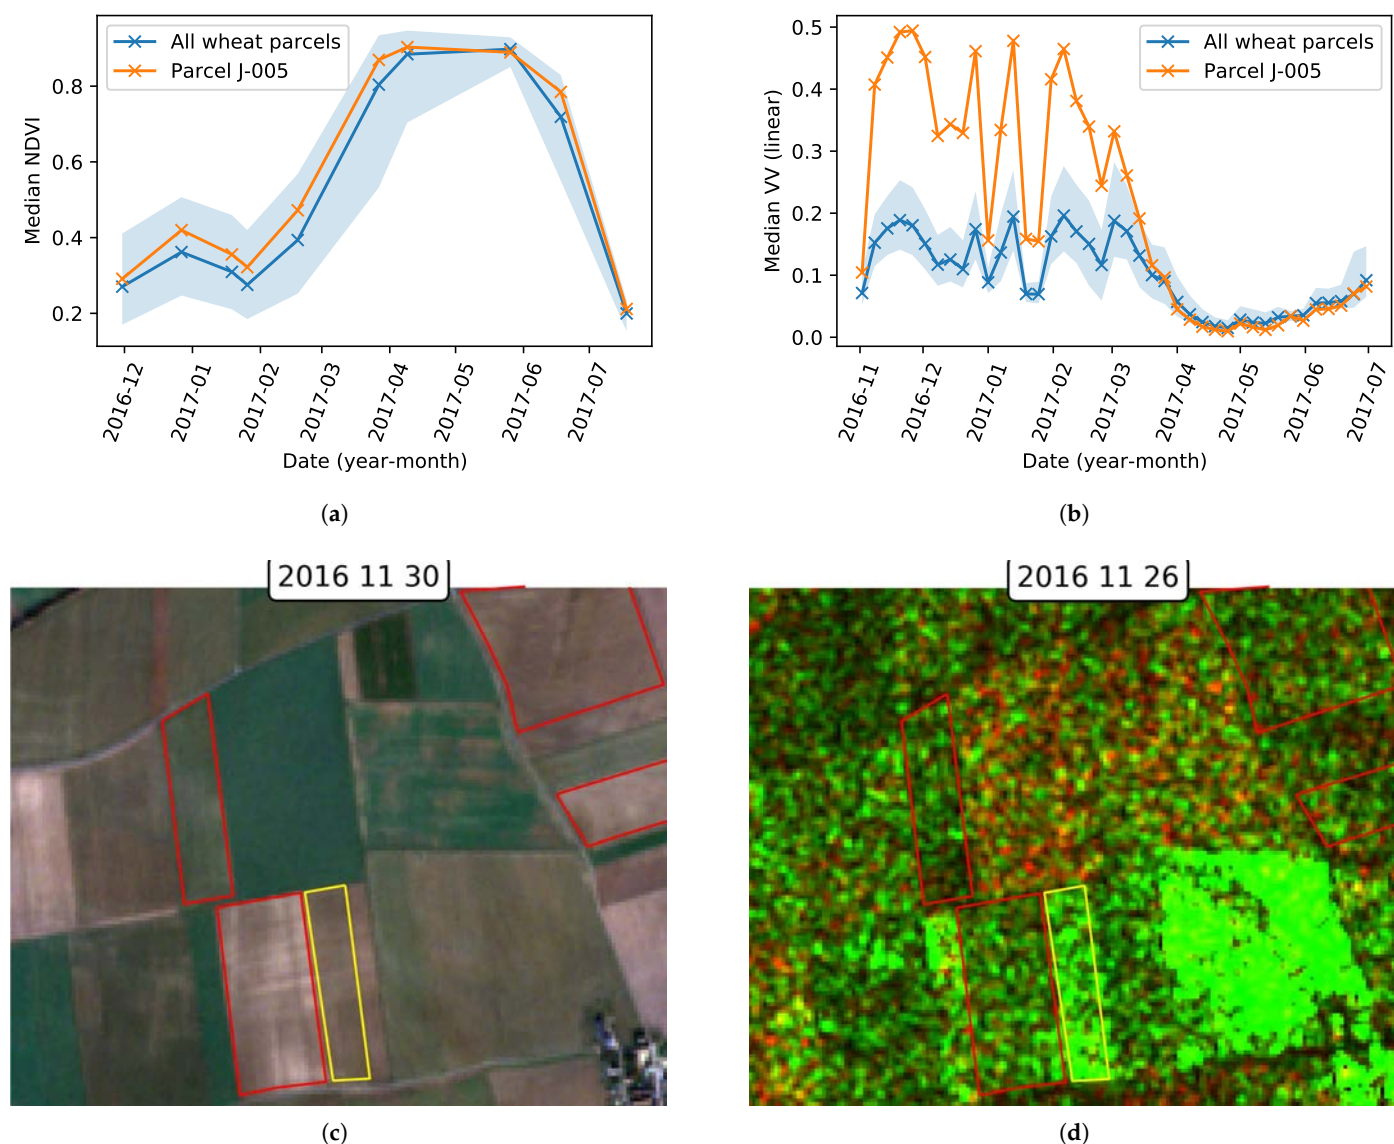 All wheat parcels
Parcel J-005
Median NDVI
0.8
0.6
0.4
0.2
2016-12
2017-01
2017-02
2017-03
2017-04
2017-05
2017-06
2017-07
Date (year-month)
(a)
All wheat parcels
Parcel J-005
Median VV (linear)
0.5
0.4
0.3
0.2
0.1
0.0
2016-11
2016-12
2017-01
2017-02
2017-03
2017-04
2017-05
2017-06
2017-07
Date (year-month)
(b)
2016 11 30
(c)
2016 11 26
(d)